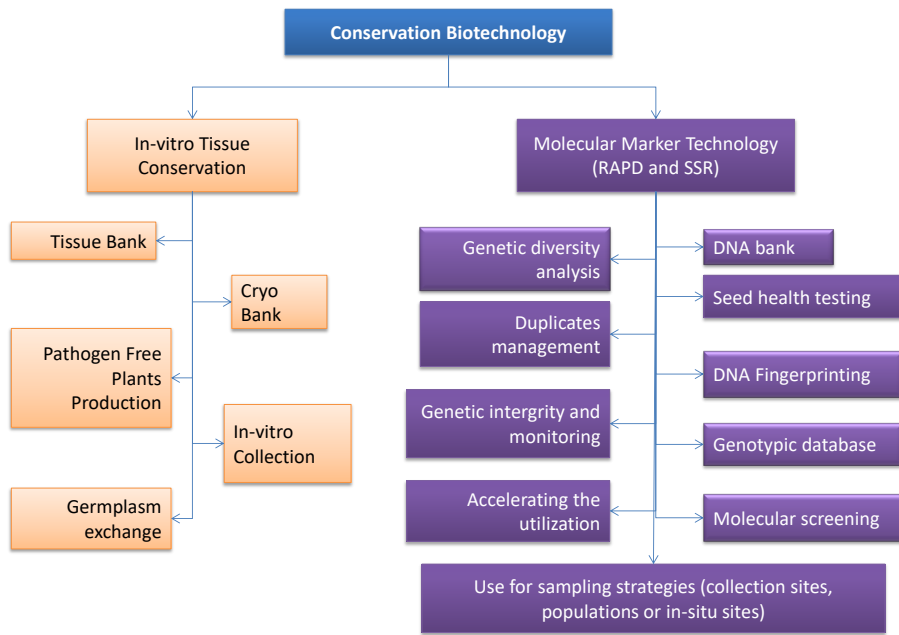 Conservation Biotechnology
In-vitro Tissue
Conservation
Tissue Bank
Cryo
Bank
Pathogen Free
Plants
Production
In-vitro
Collection
Germplasm
exchange
Molecular Marker Technology
(RAPD and SSR)
Genetic diversity
analysis
DNA bank
Seed health testing
Duplicates
management
DNA Fingerprinting
Genetic intergrity and
monitoring
Genotypic database
Accelerating the
utilization
Molecular screening
Use for sampling strategies (collection sites,
populations or in-situ sites)